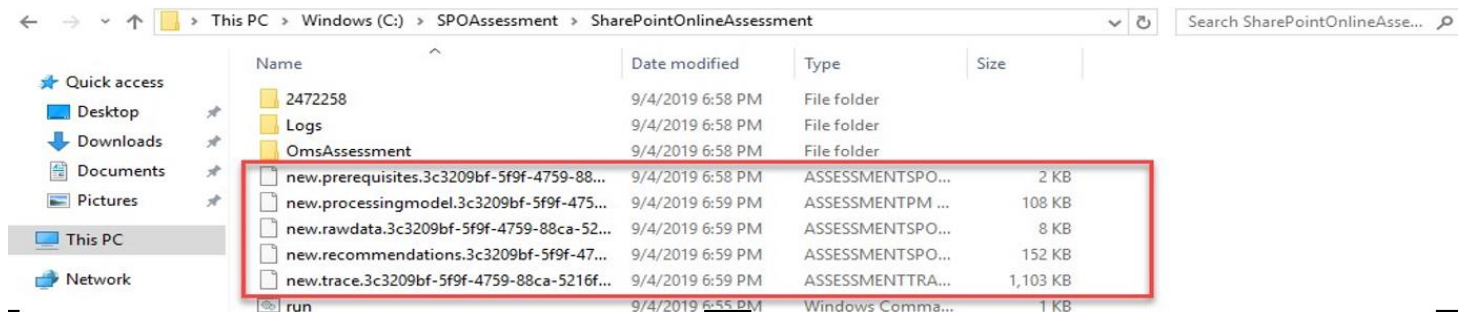 This PC > Windows (C:) > SPOAssessment > SharePointOnlineAssessment Search SharePointOnlineAsse...
Name Date modified Type Size
Quick access
Desktop
Downloads
Documents
Pictures
This PC
Network
2472258 9/4/2019 6:58 PM File folder
Logs 9/4/2019 6:58 PM File folder
OmsAssessment 9/4/2019 6:58 PM File folder
new.prerequisites.3c3209bf-5f9f-4759-88... 9/4/2019 6:58 PM ASSESSMENTSPO... 2 KB
new.processingmodel.3c3209bf-5f9f-475... 9/4/2019 6:59 PM ASSESSMENTPM ... 108 KB
new.rawdata.3c3209bf-5f9f-4759-88ca-52... 9/4/2019 6:59 PM ASSESSMENTSPO... 8 KB
new.recommendations.3c3209bf-5f9f-47... 9/4/2019 6:59 PM ASSESSMENTSPO... 152 KB
new.trace.3c3209bf-5f9f-4759-88ca-5216f... 9/4/2019 6:59 PM ASSESSMENTTRA... 1,103 KB
run 9/4/2019 6:55 PM Windows Comma... 1 KB